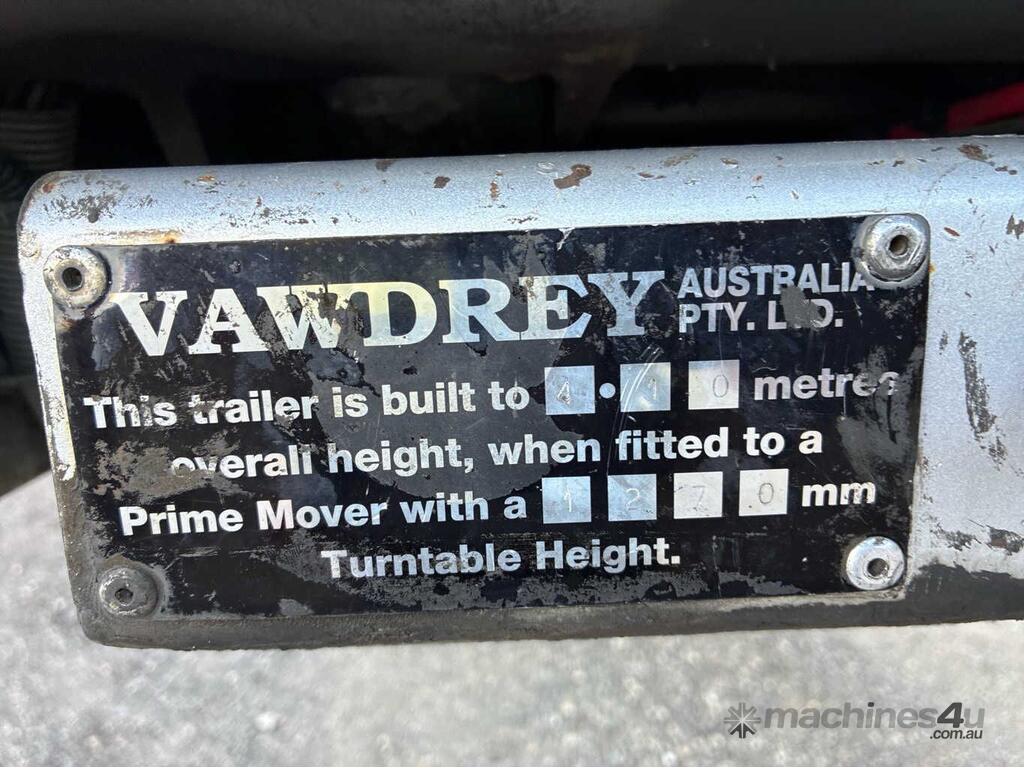 VAWDREY AUSTRALIA PTY. LTD.
This trailer is built to 4.10 metres
overall height, when fitted to a
Prime Mover with a 1270 mm
Turntable Height.
machines4u
.com.au